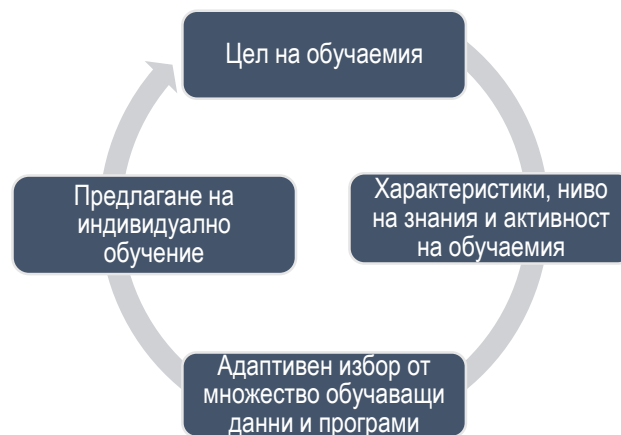 Цел на обучаемия
Характеристики, ниво
на знания и активност
на обучаемия
Адаптивен избор от
множество обучаващи
данни и програми
Предлагане на
индивидуално
обучение